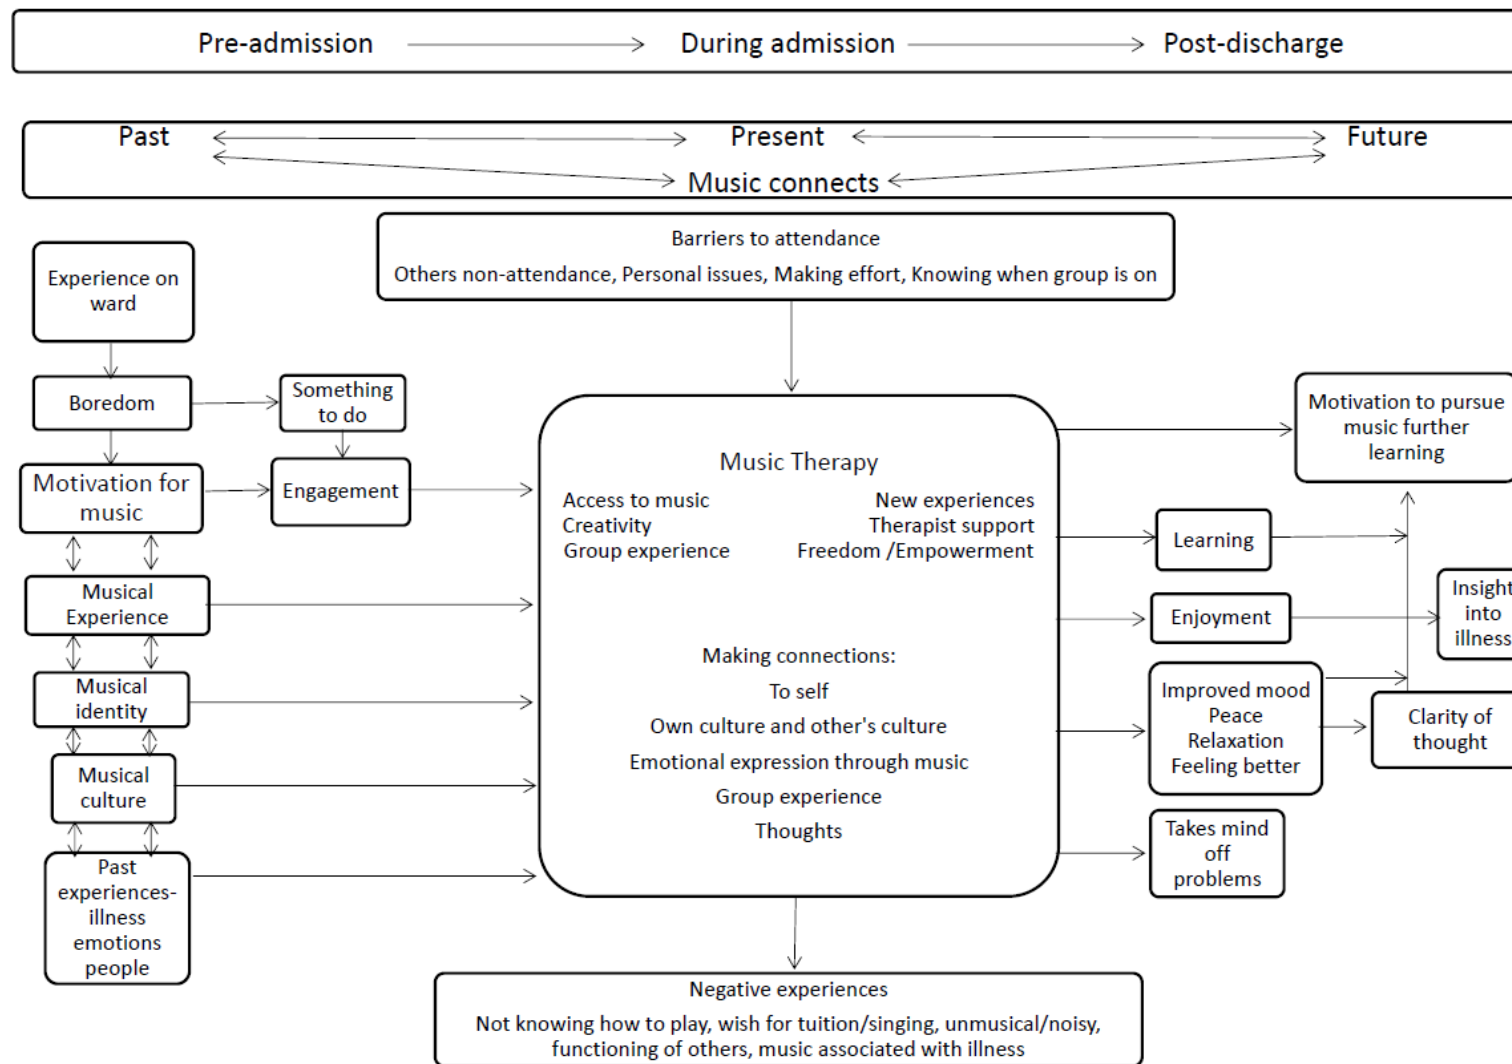 Pre-admission During admission Post-discharge
Past Present Future
Music connects
Barriers to attendance
Others non-attendance, Personal issues, Making effort, Knowing when group is on
Experience on
ward
Boredom
Something
to do
Motivation for
music
Engagement
Musical
Experience
Musical
identity
Musical
culture
Past
experiences-
illness
emotions
people
Music Therapy
Access to music New experiences
Creativity Therapist support
Group experience Freedom /Empowerment
Making connections:
To self
Own culture and other's culture
Emotional expression through music
Group experience
Thoughts
Motivation to pursue
music further
learning
Learning
Enjoyment
Insight
into
illness
Improved mood
Peace
Relaxation
Feeling better
Clarity of
thought
Takes mind
off
problems
Negative experiences
Not knowing how to play, wish for tuition/singing, unmusical/noisy,
functioning of others, music associated with illness